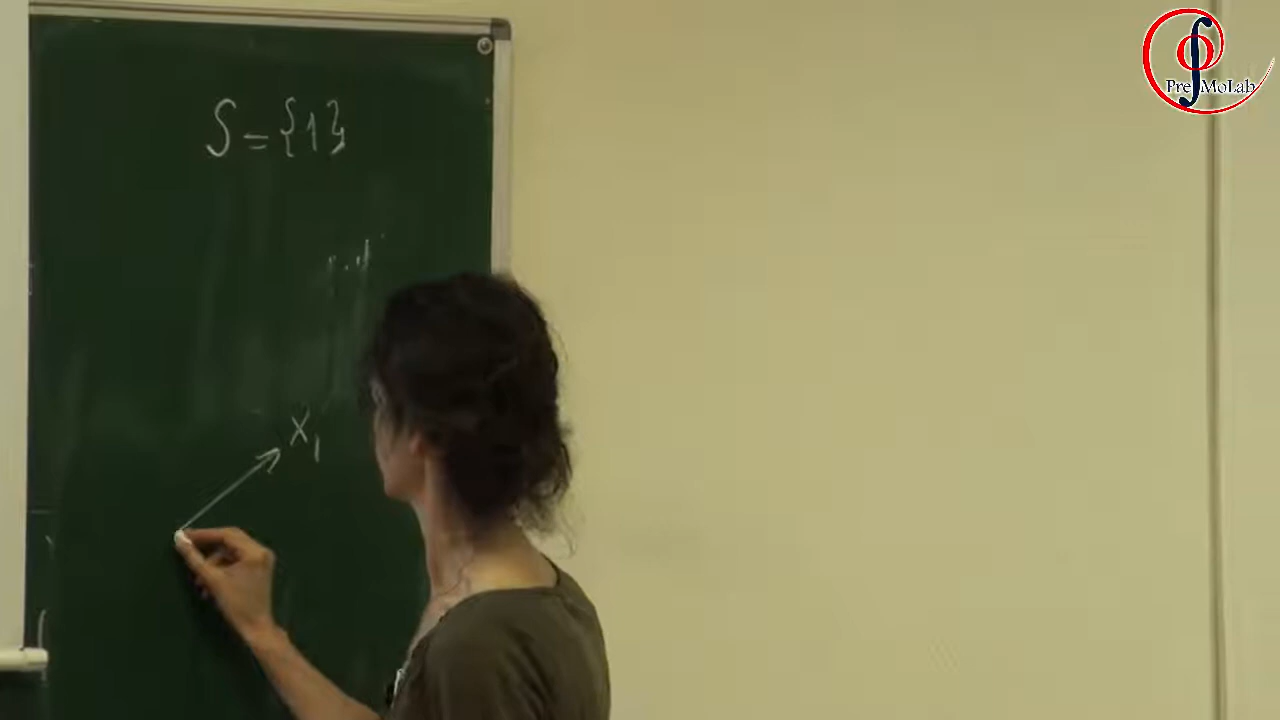 S = {1}
X₁
PreMoLab